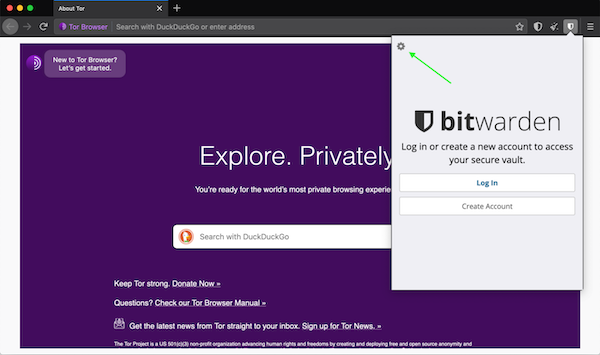 About Tor
Tor Browser
Search with DuckDuckGo or enter address
New to Tor Browser?
Let's get started.
Explore. Privately
You're ready for the world's most private browsing experie
Search with DuckDuckGo
Keep Tor strong. Donate Now »
Questions? Check our Tor Browser Manual »
Get the latest news from Tor straight to your inbox. Sign up for Tor News. »
The Tor Project is a US 501(c)(3) non-profit organization advancing human rights and freedoms by creating and deploying free and open source anonymity and
bitwarden
Log in or create a new account to access
your secure vault.
Log In
Create Account